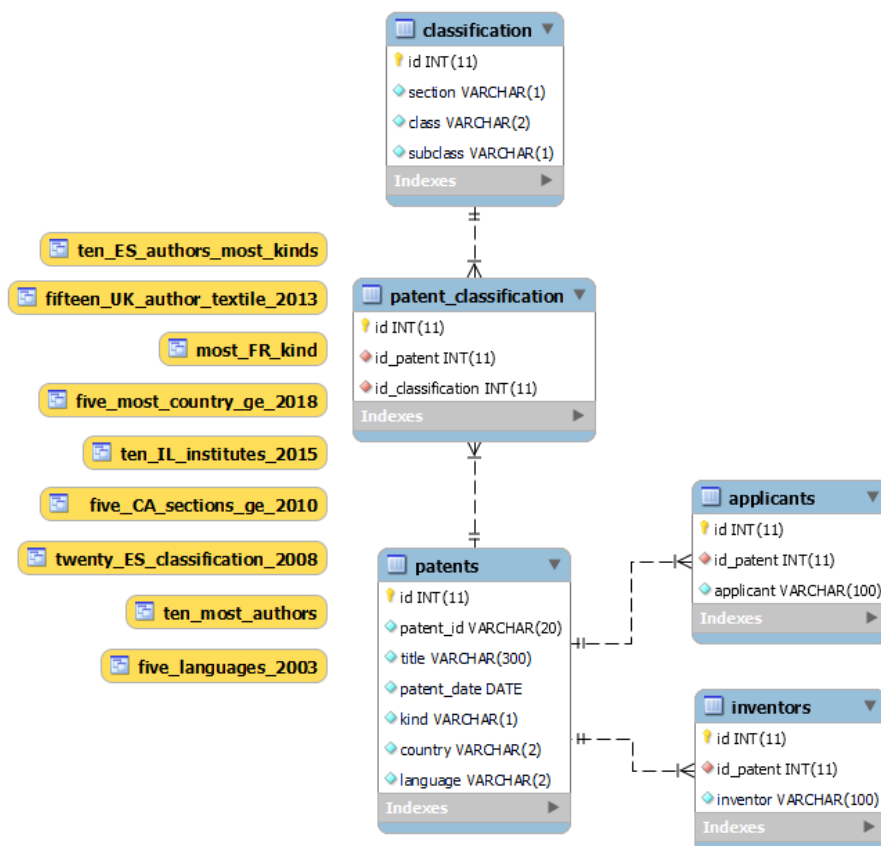 classification
id INT(11)
section VARCHAR(1)
class VARCHAR(2)
subclass VARCHAR(1)
Indexes
ten_ES_authors_most_kinds
fifteen_UK_author_textile_2013
most_FR_kind
five_most_country_ge_2018
ten_IL_institutes_2015
five_CA_sections_ge_2010
twenty_ES_classification_2008
ten_most_authors
five_languages_2003
patent_classification
id INT(11)
id_patent INT(11)
id_classification INT(11)
Indexes
patents
id INT(11)
patent_id VARCHAR(20)
title VARCHAR(300)
patent_date DATE
kind VARCHAR(1)
country VARCHAR(2)
language VARCHAR(2)
Indexes
applicants
id INT(11)
id_patent INT(11)
applicant VARCHAR(100)
Indexes
inventors
id INT(11)
id_patent INT(11)
inventor VARCHAR(100)
Indexes